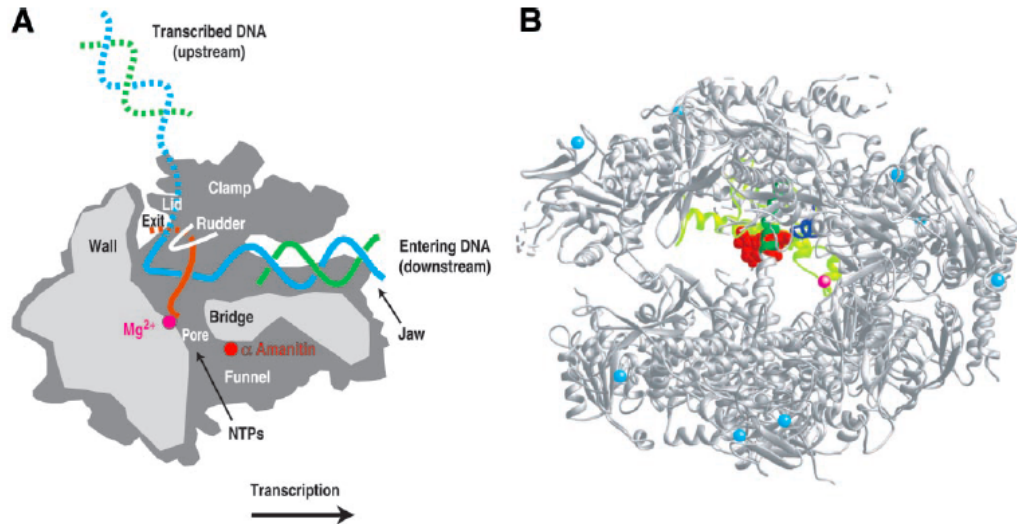 A
Transcribed DNA
(upstream)
Clamp
Lid
Exit
Rudder
Wall
Entering DNA
(downstream)
Bridge
Mg2+
Pore
Jaw
α Amanitin
Funnel
NTPs
Transcription
B